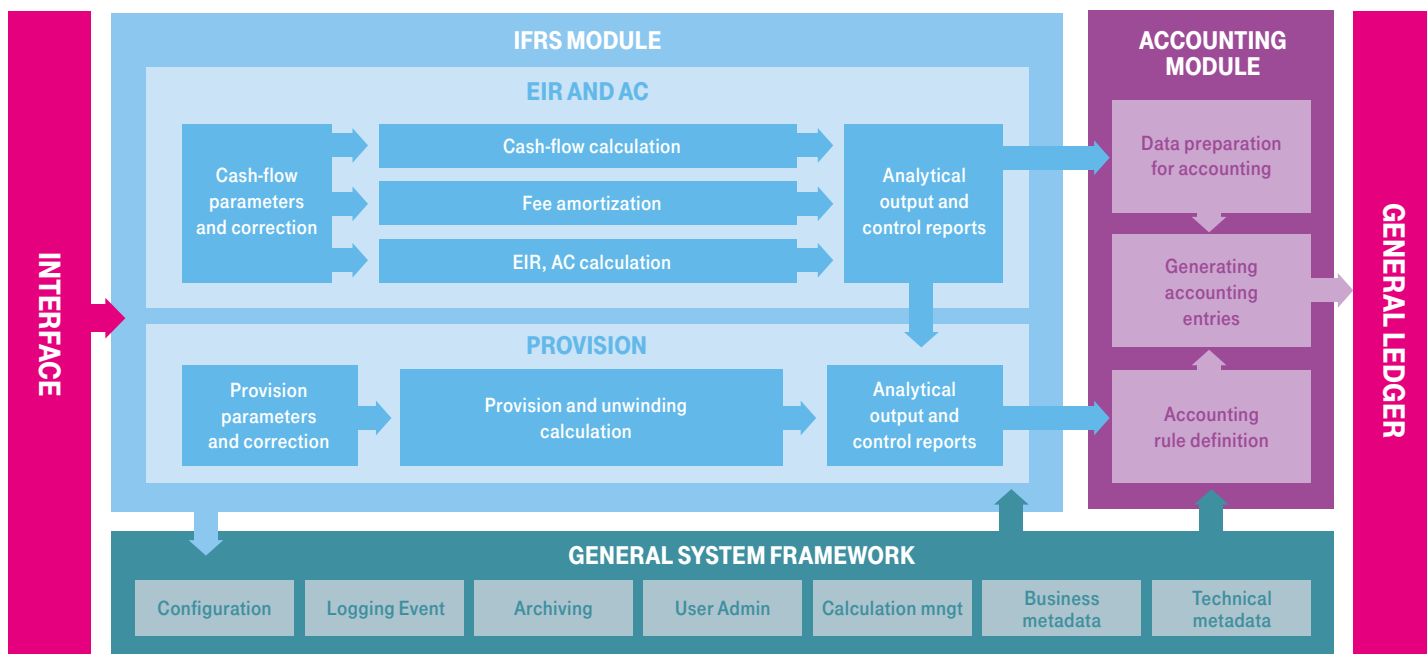 INTERFACE
IFRS MODULE
EIR AND AC
Cash-flow
parameters
and correction
Cash-flow calculation
Fee amortization
EIR, AC calculation
Analytical
output and
control reports
PROVISION
Provision
parameters
and correction
Provision and unwinding
calculation
Analytical
output and
control reports
ACCOUNTING
MODULE
Data preparation
for accounting
Generating
accounting
entries
Accounting
rule definition
GENERAL LEDGER
GENERAL SYSTEM FRAMEWORK
Configuration
Logging Event
Archiving
User Admin
Calculation mngt
Business
metadata
Technical
metadata